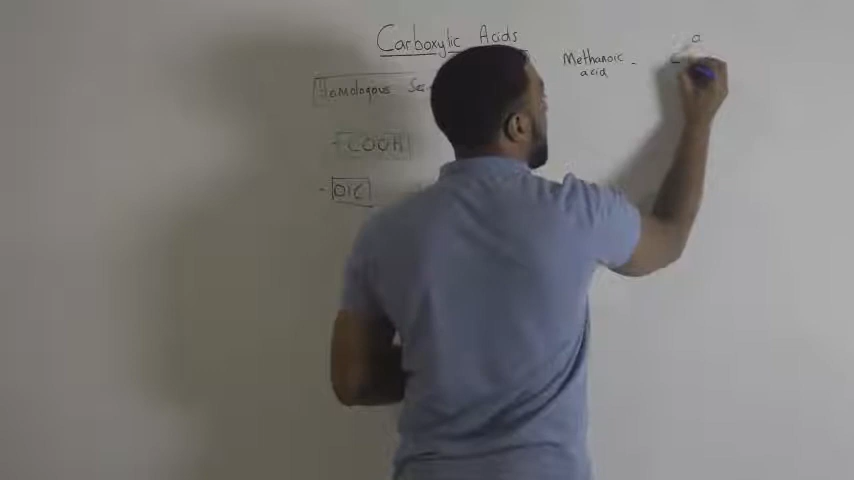 Carboxylic Acids
Homologous Se
- COOH
- OIC
Methanoic -
acid
C